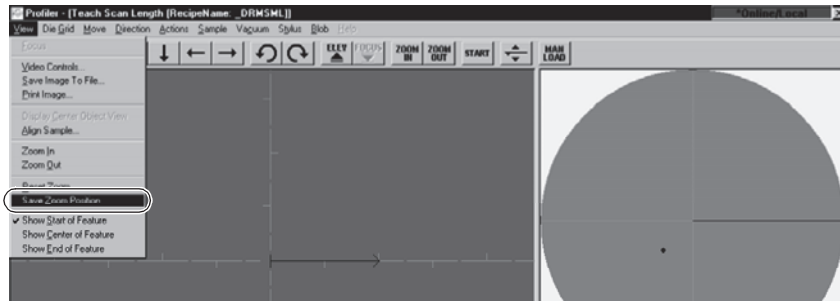 Profiler - [Teach Scan Length [RecipeName: _DRMSML]]
*Online/Local
View Die Grid Move Direction Actions Sample Vacuum Stylus Blob Help
Focus
Video Controls...
Save Image To File...
Print Image...
Display Center Object View
Align Sample...
Zoom In
Zoom Out
Reset Zoom
Save Zoom Position
Show Start of Feature
Show Center of Feature
Show End of Feature
ELEV
FOCUS
ZOOM IN
ZOOM OUT
START
MAN LOAD